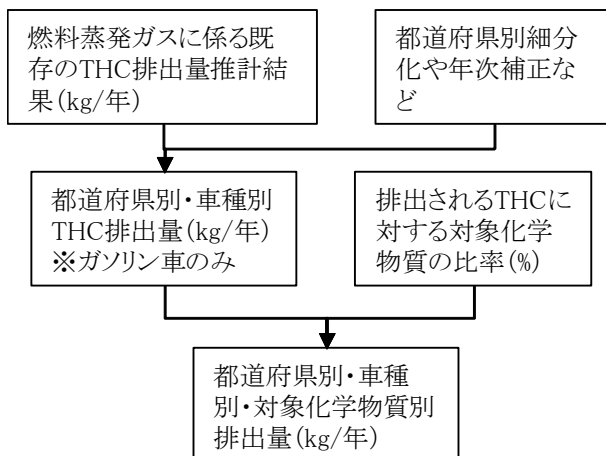 燃料蒸発ガスに係る既
存のTHC排出量推計結
果(kg/年)
都道府県別細分
化や年次補正な
ど
都道府県別・車種別
THC排出量(kg/年)
※ガソリン車のみ
排出されるTHCに
対する対象化学
物質の比率(%)
都道府県別・車種
別・対象化学物質別
排出量(kg/年)